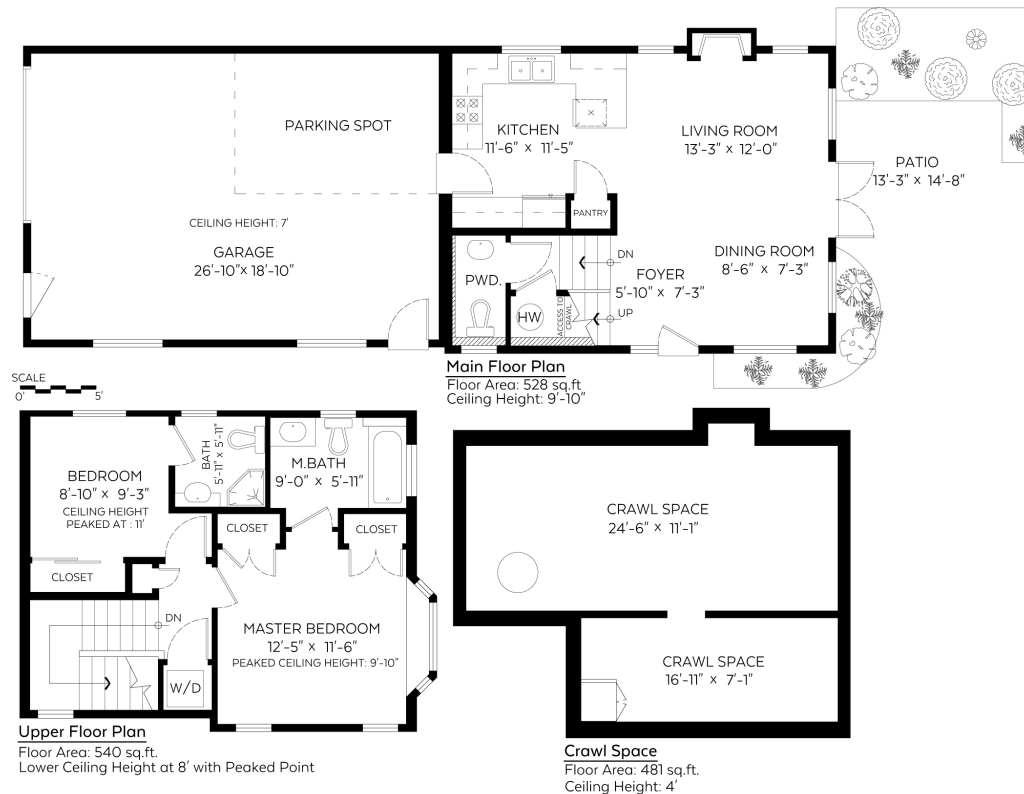 PARKING SPOT
CEILING HEIGHT: 7'
GARAGE
26'-10" x 18'-10"
KITCHEN
11'-6" x 11'-5"
PANTRY
LIVING ROOM
13'-3" x 12'-0"
PATIO
13'-3" x 14'-8"
DINING ROOM
8'-6" x 7'-3"
FOYER
5'-10" x 7'-3"
DN
UP
PWD.
HW
ACCESS TO
CRAWL
Main Floor Plan
Floor Area: 528 sq.ft
Ceiling Height: 9'-10"
SCALE
0' 5'
BEDROOM
8'-10" x 9'-3"
CEILING HEIGHT
PEAKED AT : 11'
CLOSET
BATH
5'-11" x 5'-11"
M.BATH
9'-0" x 5'-11"
CLOSET
CLOSET
DN
MASTER BEDROOM
12'-5" x 11'-6"
PEAKED CEILING HEIGHT: 9'-10"
W/D
Upper Floor Plan
Floor Area: 540 sq.ft.
Lower Ceiling Height at 8' with Peaked Point
CRAWL SPACE
24'-6" x 11'-1"
CRAWL SPACE
16'-11" x 7'-1"
Crawl Space
Floor Area: 481 sq.ft.
Ceiling Height: 4'